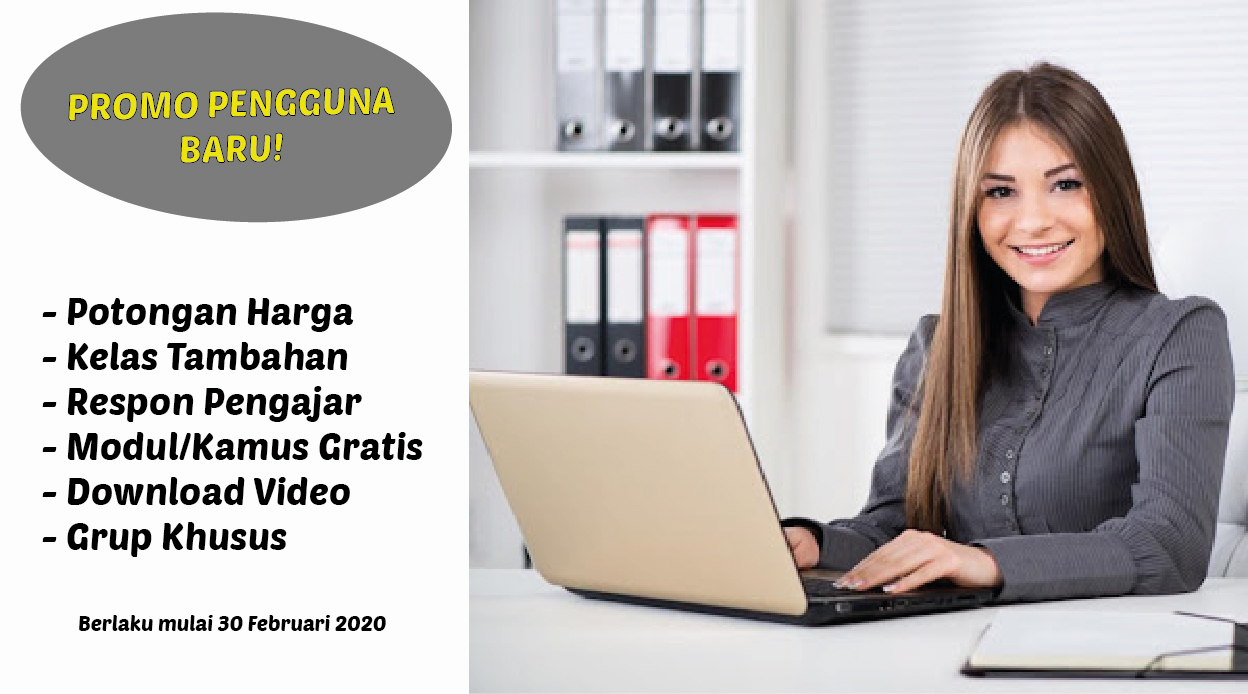 PROMO PENGGUNA
BARU!
- Potongan Harga
- Kelas Tambahan
- Respon Pengajar
- Modul/Kamus Gratis
- Download Video
- Grup Khusus
Berlaku mulai 30 Februari 2020